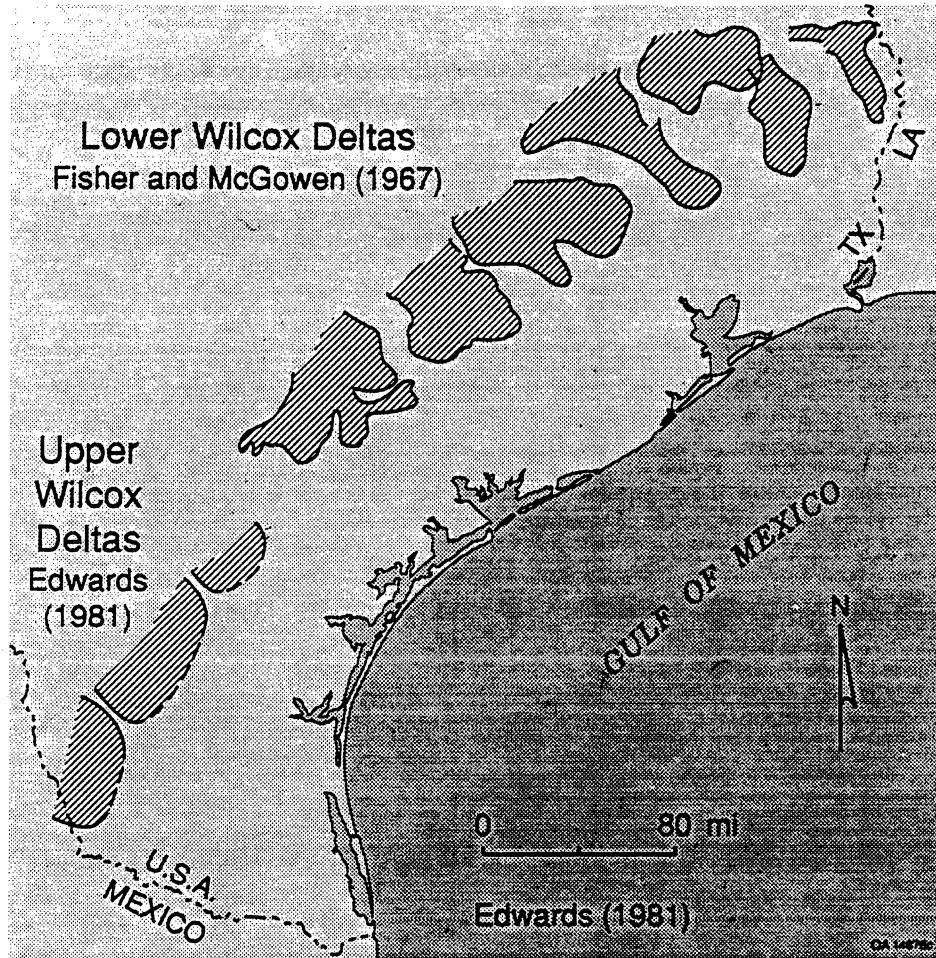 Lower Wilcox Deltas
Fisher and McGowen (1967)
LA
TX
Upper
Wilcox
Deltas
Edwards
(1981)
GULF OF MEXICO
N
0 80 mi
U.S.A.
MEXICO
Edwards (1981)